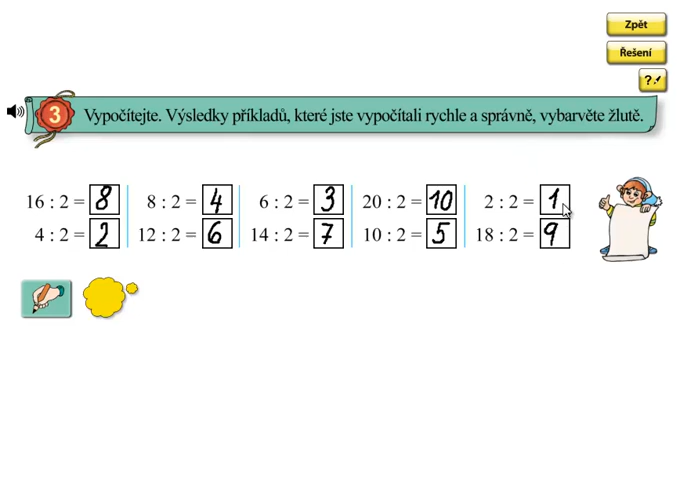 Zpět
Řešení
?
3 Vypočítejte. Výsledky příkladů, které jste vypočítali rychle a správně, vybarvěte žlutě.
16 : 2 = 8 8 : 2 = 4 6 : 2 = 3 20 : 2 = 10 2 : 2 = 1
4 : 2 = 2 12 : 2 = 6 14 : 2 = 7 10 : 2 = 5 18 : 2 = 9